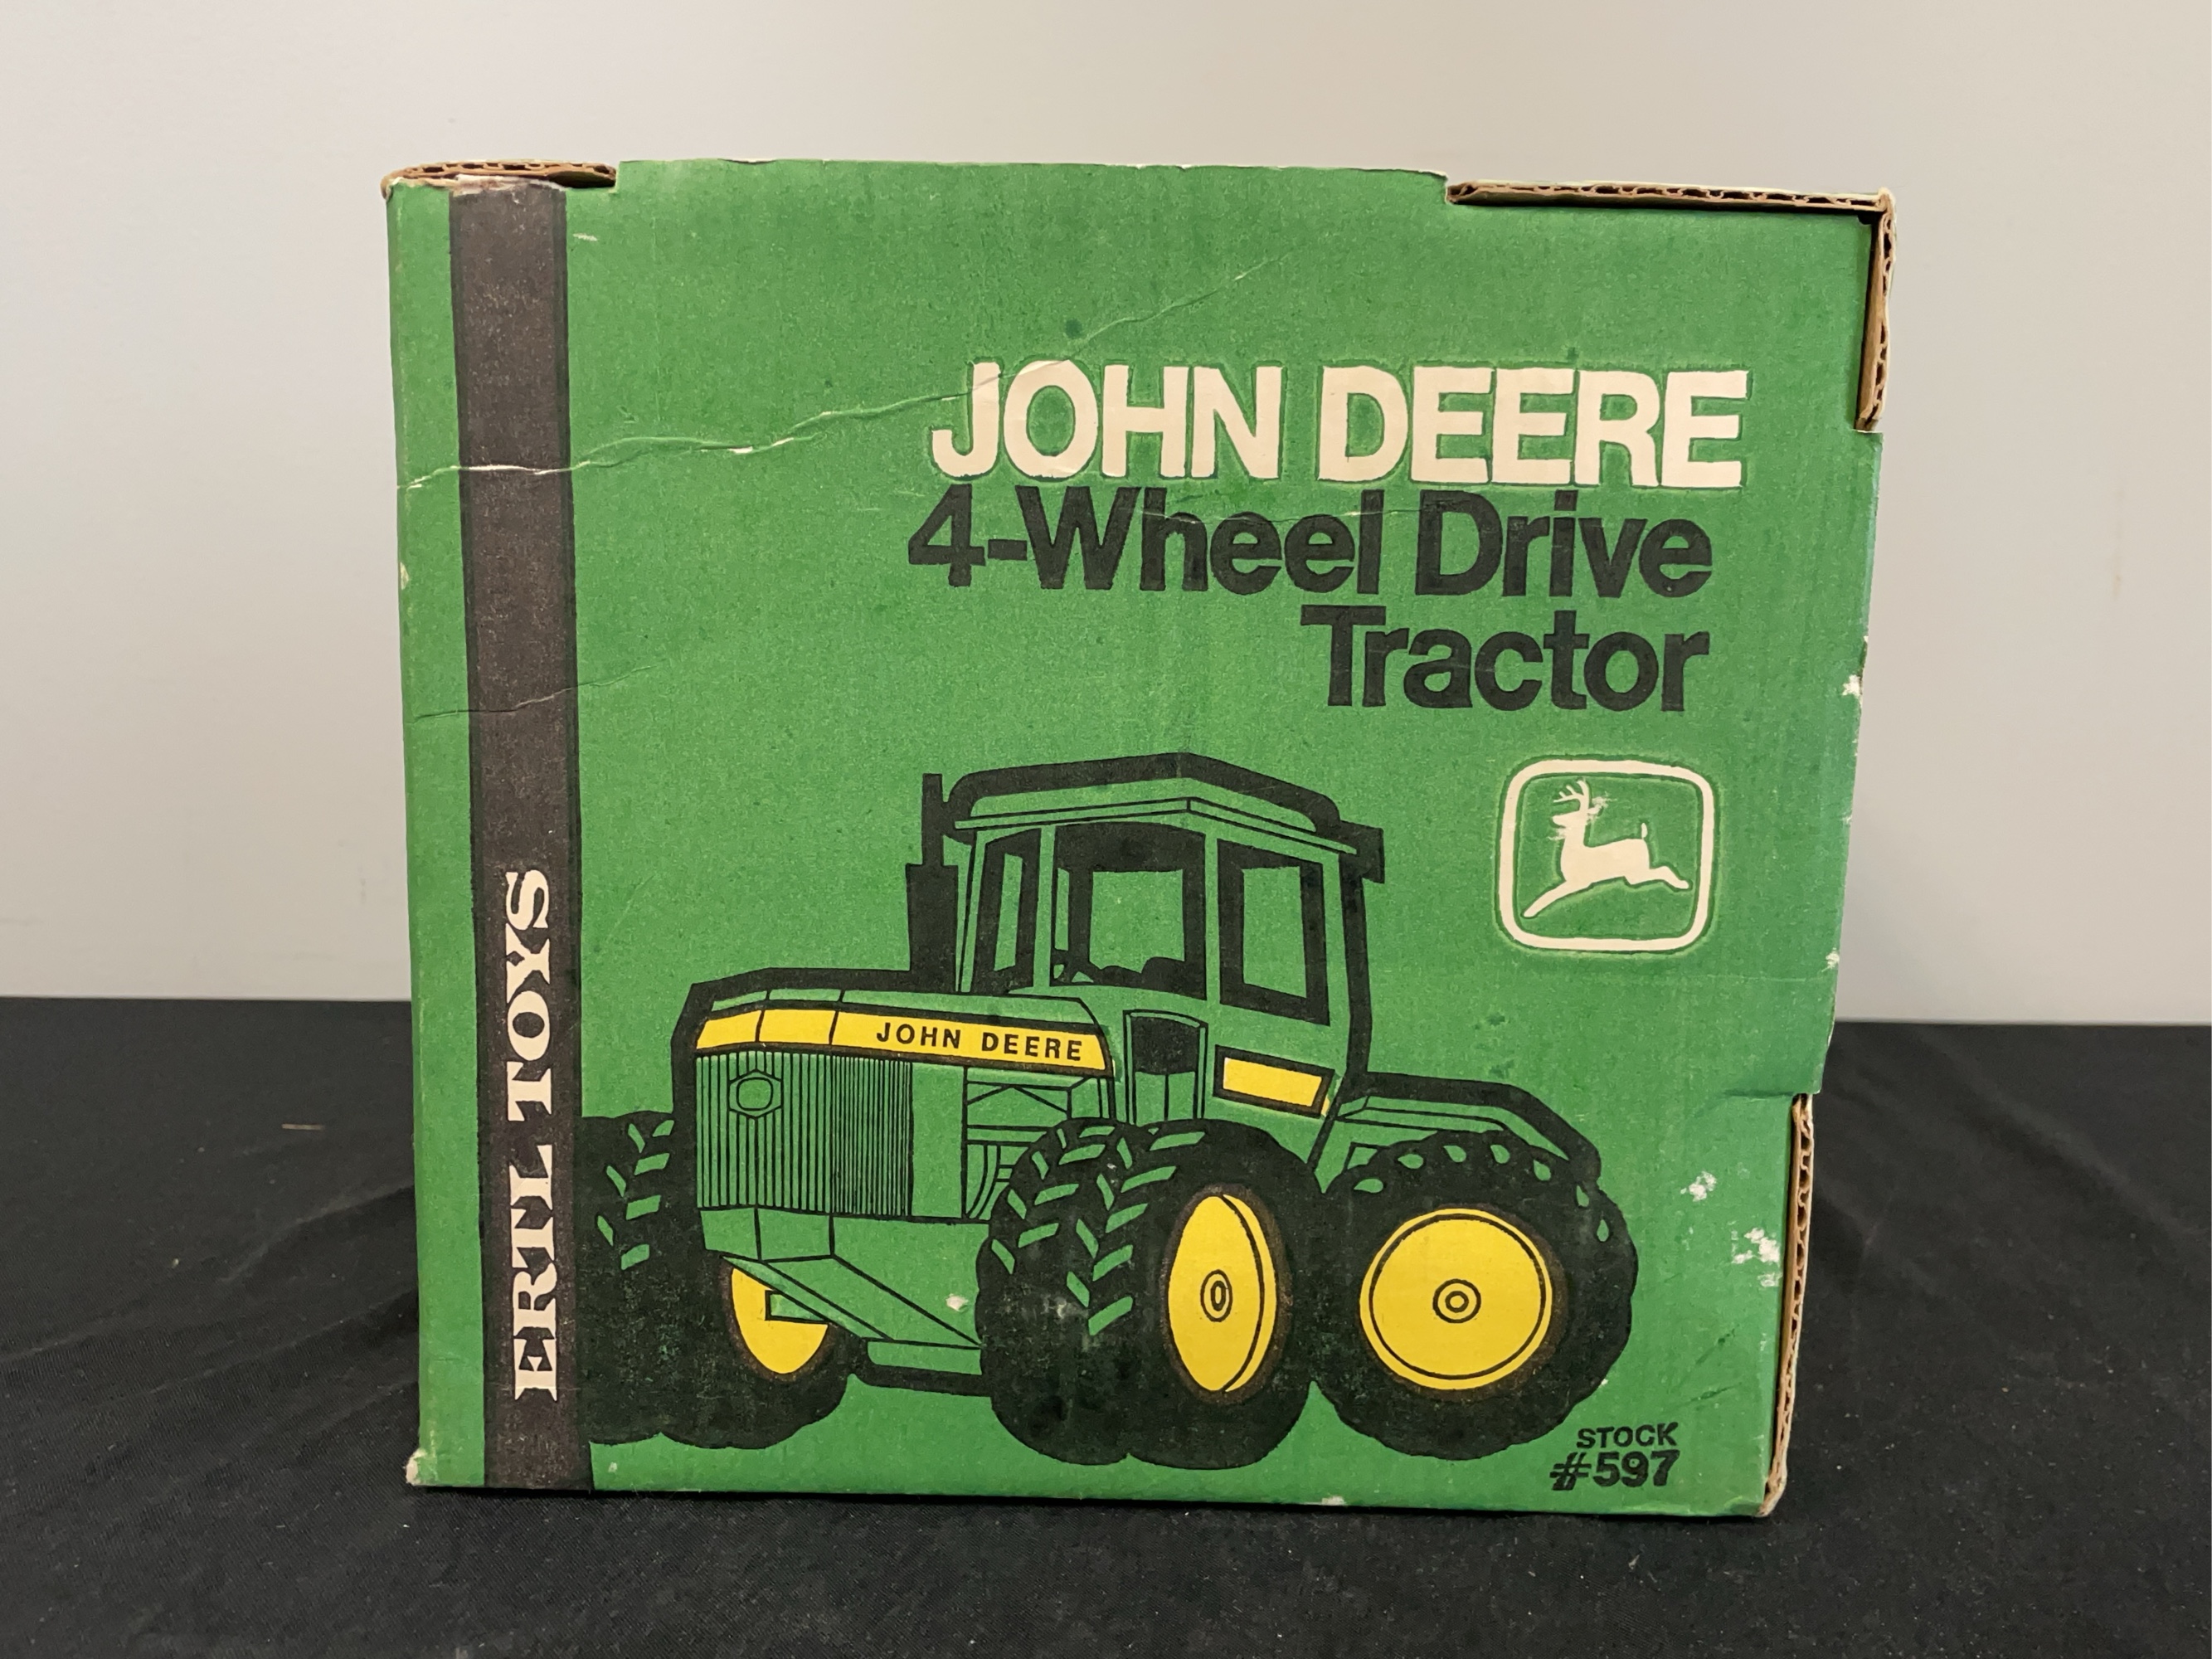 JOHN DEERE
4-Wheel Drive
Tractor
ERTL TOYS
JOHN DEERE
STOCK
#597